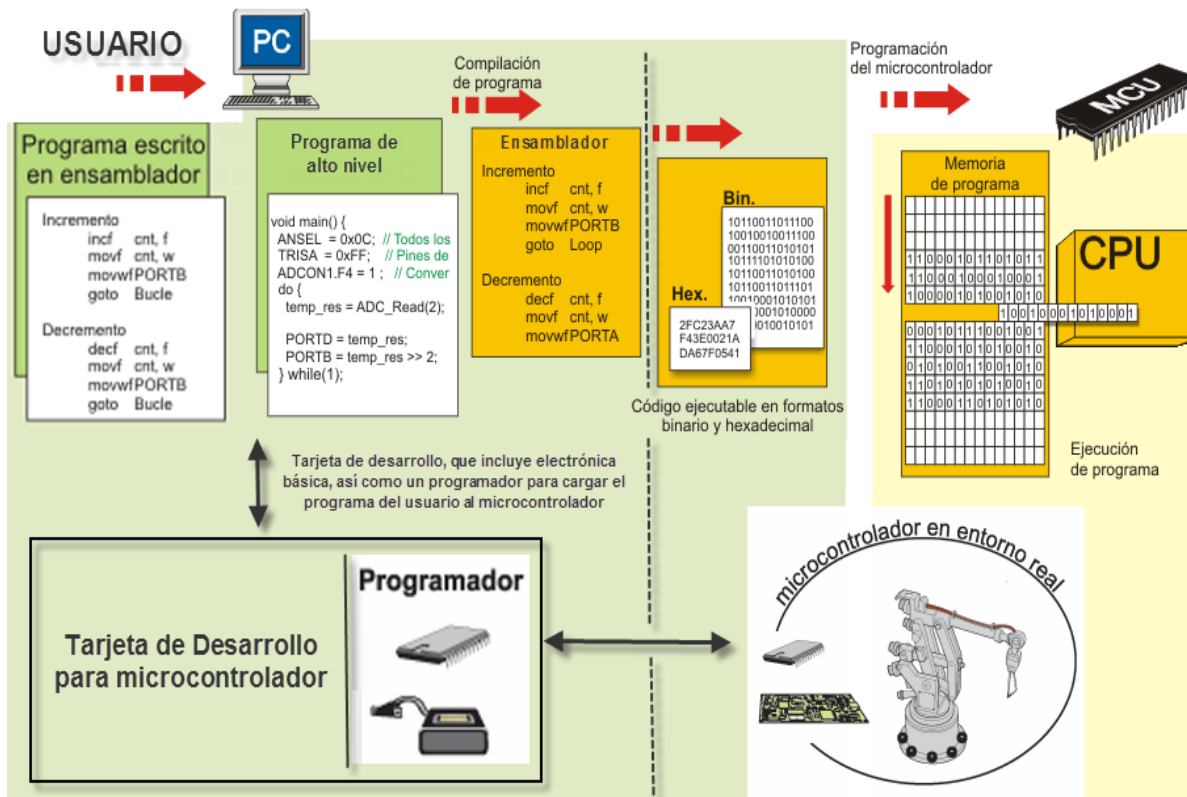 USUARIO
PC
Compilación
de programa
Programación
del microcontrolador
MCU
Programa escrito
en ensamblador
Incremento
incf cnt, f
movf cnt, w
movwfPORTB
goto Bucle
Decremento
decf cnt, f
movf cnt, w
movwfPORTB
goto Bucle
Programa de
alto nivel
void main() {
ANSEL = 0x0C; // Todos los
TRISA = 0xFF; // Pines de
ADCON1.F4 = 1 ; // Conver
do {
temp_res = ADC_Read(2);
PORTD = temp_res;
PORTB = temp_res >> 2;
} while(1);
Ensamblador
Incremento
incf cnt, f
movf cnt, w
movwfPORTB
goto Loop
Decremento
decf cnt, f
movf cnt, w
movwfPORTA
Bin.
10110011011100
10010010011100
00110011010101
10111101010100
10110011010100
10110011011101
10010001010101
Hex.
2FC23AA7
F43E0021A
DA67F0541
Código ejecutable en formatos
binario y hexadecimal
Memoria
de programa
CPU
Ejecución
de programa
Tarjeta de desarrollo, que incluye electrónica
básica, así como un programador para cargar el
programa del usuario al microcontrolador
Tarjeta de Desarrollo
para microcontrolador
Programador
microcontrolador en entorno real